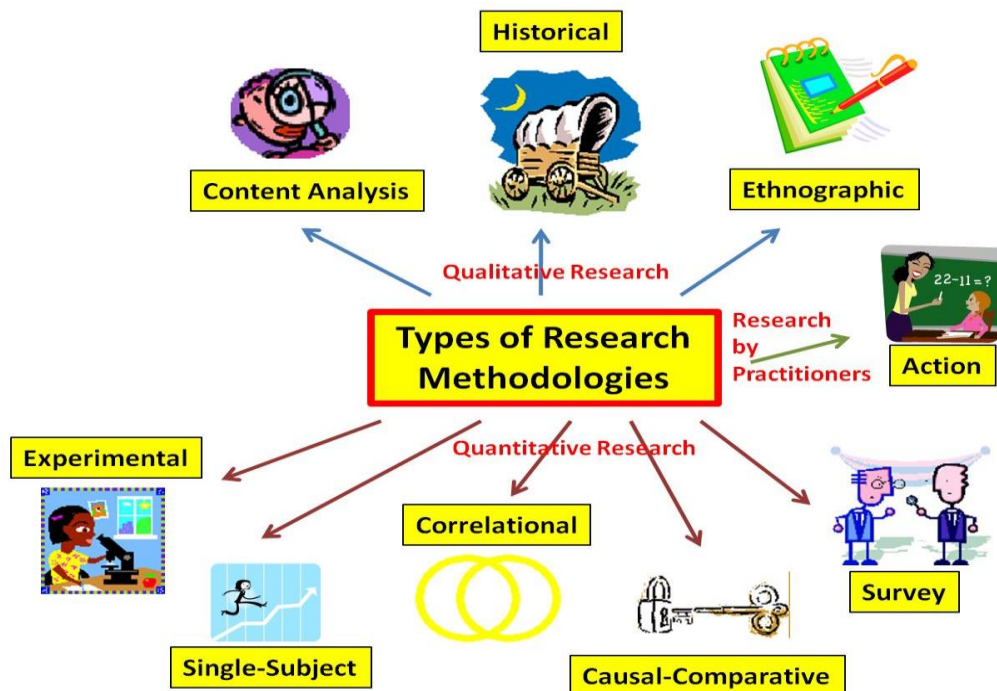 Historical
Content Analysis
Ethnographic
Qualitative Research
Types of Research
Methodologies
Research
by
Practitioners
22-11=?
Action
Quantitative Research
Experimental
Correlational
Survey
Single-Subject
Causal-Comparative